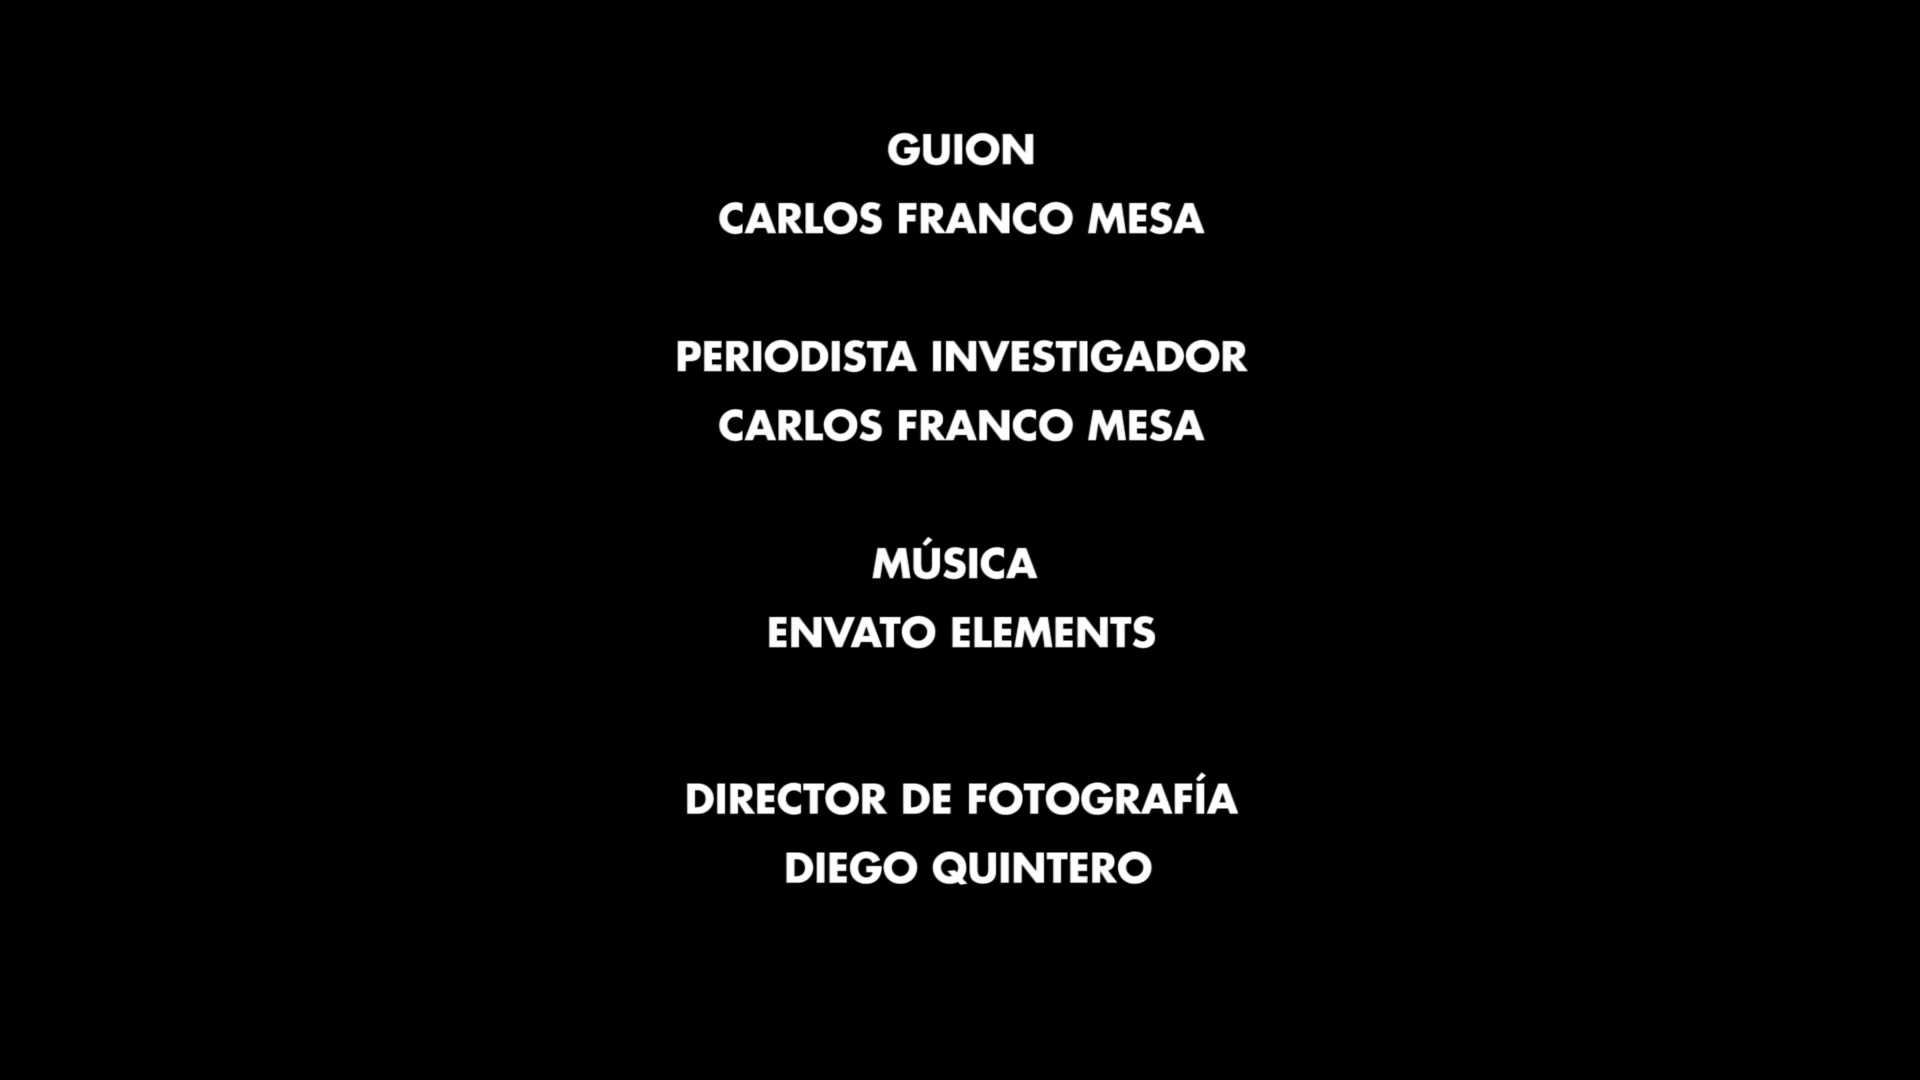 GUION
CARLOS FRANCO MESA
PERIODISTA INVESTIGADOR
CARLOS FRANCO MESA
MÚSICA
ENVATO ELEMENTS
DIRECTOR DE FOTOGRAFÍA
DIEGO QUINTERO